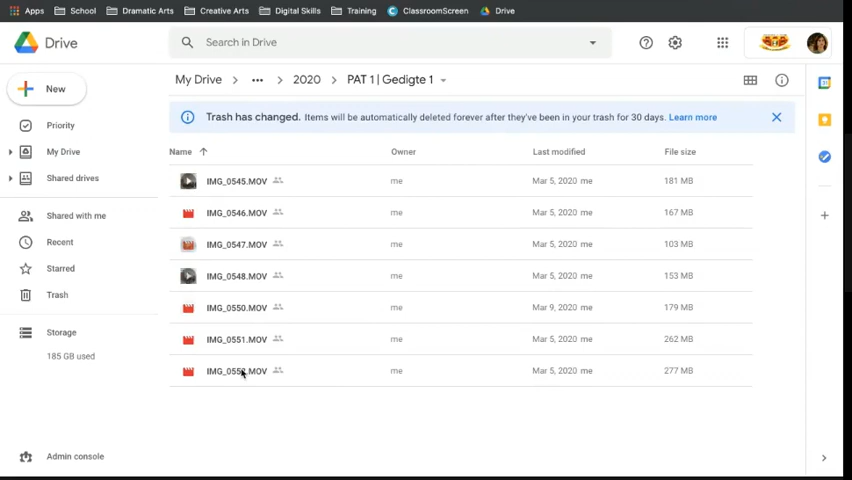 Apps School Dramatic Arts Creative Arts Digital Skills Training ClassroomScreen Drive
Drive Search in Drive
New
My Drive 2020 PAT 1 | Gedigte 1
Trash has changed. Items will be automatically deleted forever after they've been in your trash for 30 days. Learn more
Priority
My Drive
Shared drives
Shared with me
Recent
Starred
Trash
Storage
185 GB used
Admin console
Name Owner Last modified File size
IMG_0545.MOV me Mar 5, 2020 me 181 MB
IMG_0546.MOV me Mar 5, 2020 me 167 MB
IMG_0547.MOV me Mar 5, 2020 me 103 MB
IMG_0548.MOV me Mar 5, 2020 me 153 MB
IMG_0550.MOV me Mar 9, 2020 me 179 MB
IMG_0551.MOV me Mar 5, 2020 me 262 MB
me Mar 5, 2020 me 277 MB